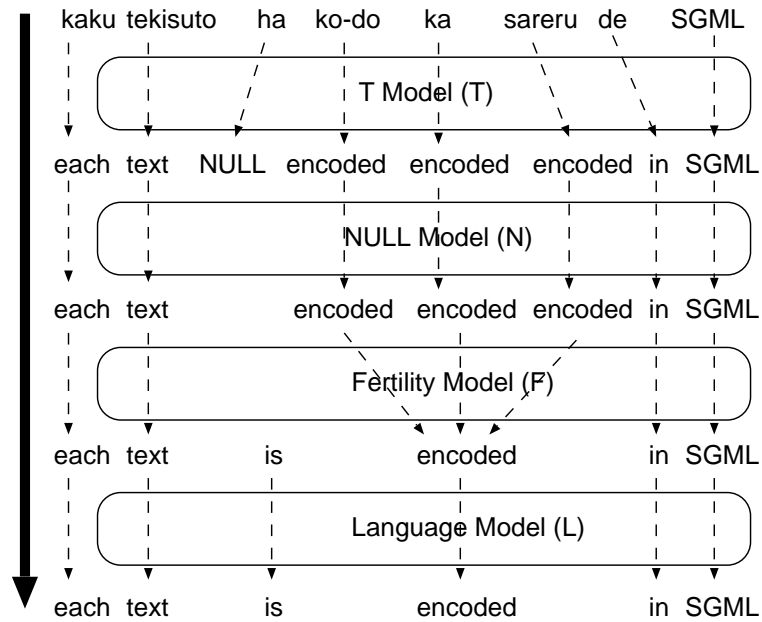 kaku tekisuto ha ko-do ka sareru de SGML
T Model (T)
each text NULL encoded encoded encoded in SGML
NULL Model (N)
each text encoded encoded encoded in SGML
Fertility Model (F)
each text is encoded in SGML
Language Model (L)
each text is encoded in SGML